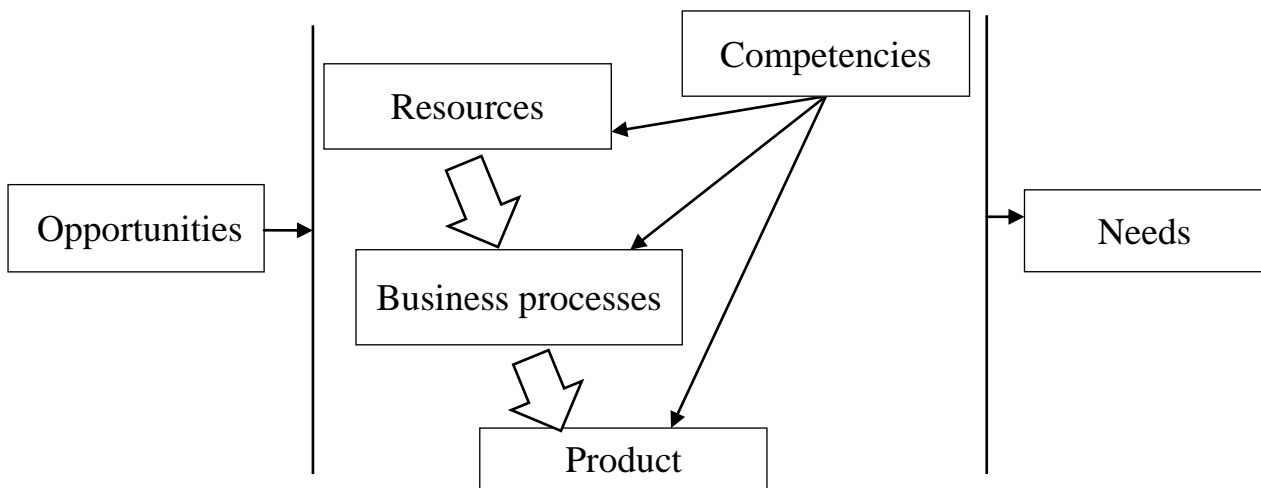 Competencies
Resources
Opportunities
Needs
Business processes
Product